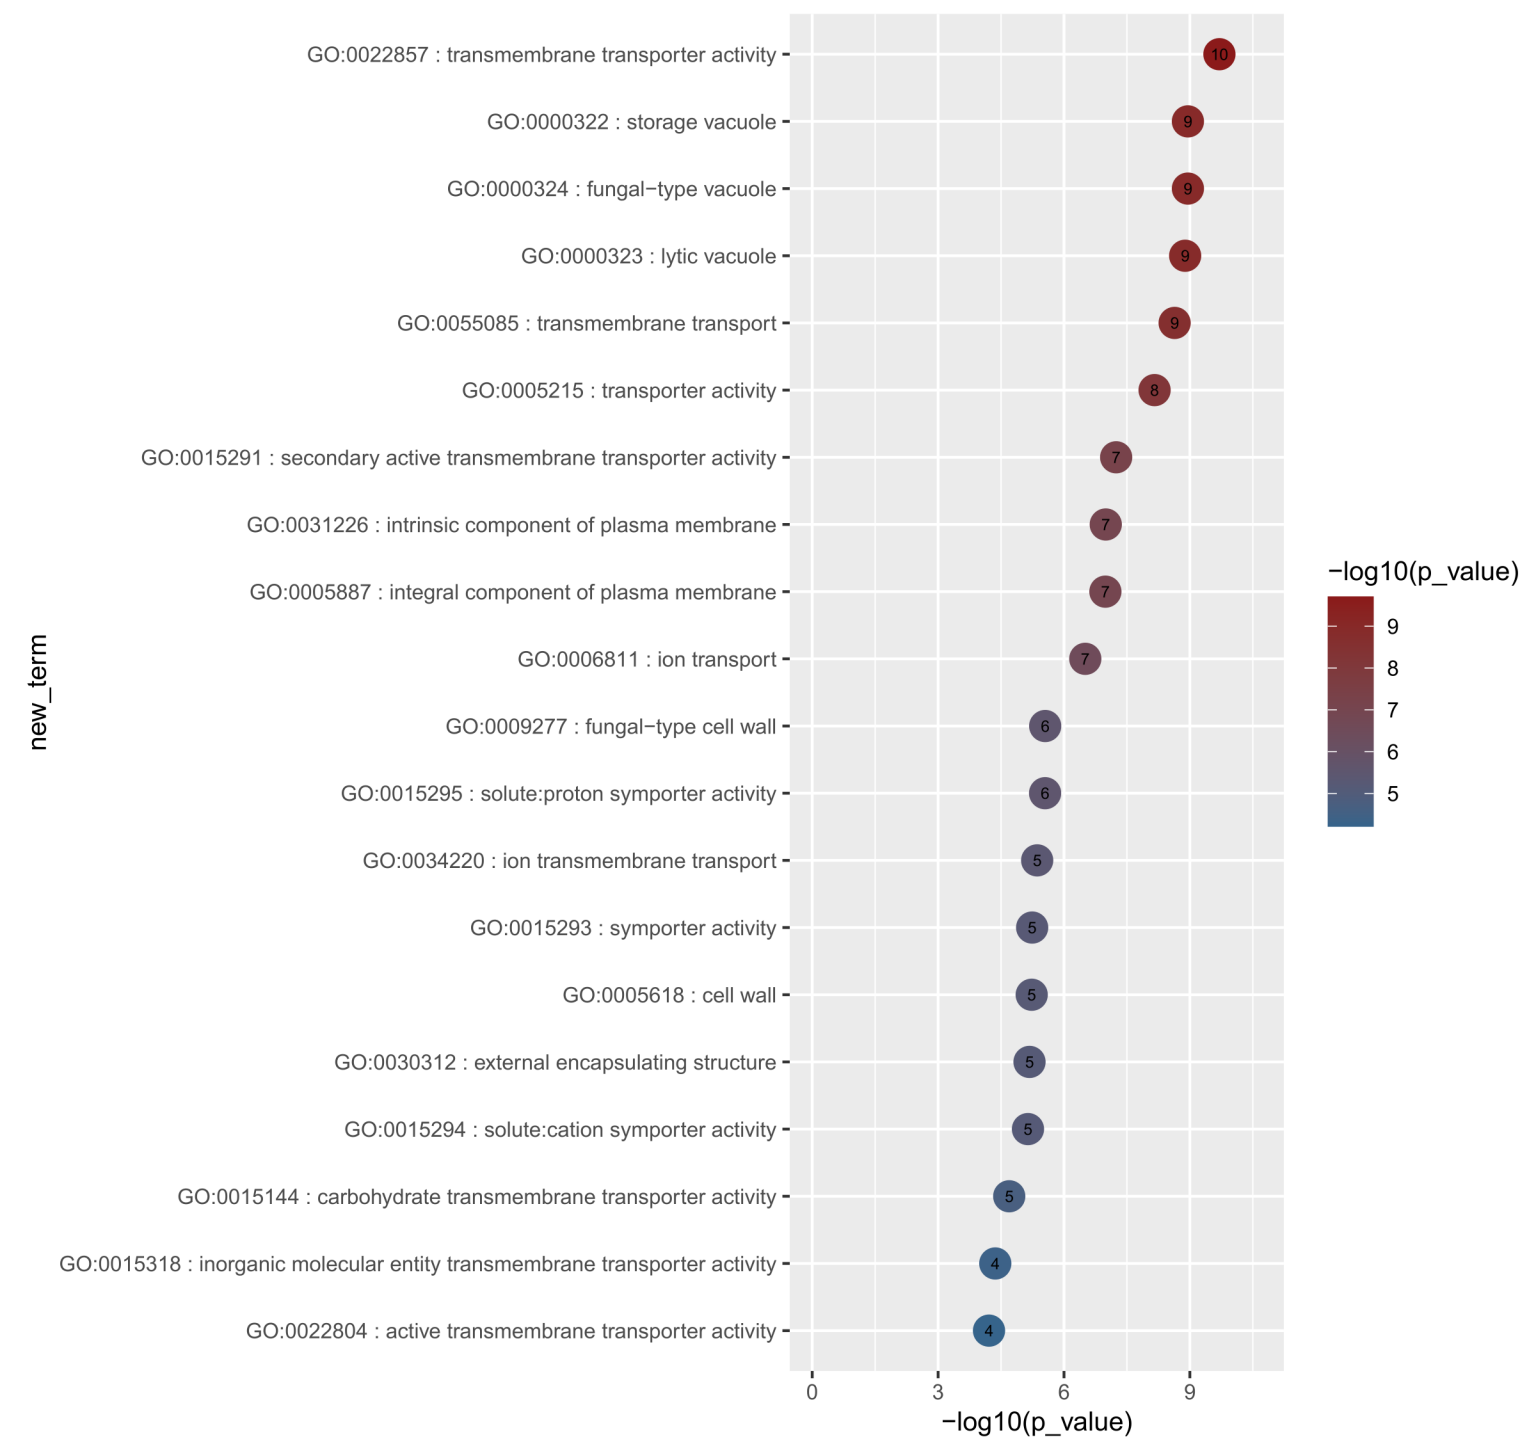 GO:0022857 : transmembrane transporter activity
10
GO:0000322 : storage vacuole
9
GO:0000324 : fungal−type vacuole
9
GO:0000323 : lytic vacuole
9
GO:0055085 : transmembrane transport
9
GO:0005215 : transporter activity
8
GO:0015291 : secondary active transmembrane transporter activity
7
GO:0031226 : intrinsic component of plasma membrane
7
GO:0005887 : integral component of plasma membrane
7
GO:0006811 : ion transport
7
GO:0009277 : fungal−type cell wall
6
GO:0015295 : solute:proton symporter activity
6
GO:0034220 : ion transmembrane transport
5
GO:0015293 : symporter activity
5
GO:0005618 : cell wall
5
GO:0030312 : external encapsulating structure
5
GO:0015294 : solute:cation symporter activity
5
GO:0015144 : carbohydrate transmembrane transporter activity
5
GO:0015318 : inorganic molecular entity transmembrane transporter activity
4
GO:0022804 : active transmembrane transporter activity
4
new_term
0 3 6 9
−log10(p_value)
−log10(p_value)
9
8
7
6
5